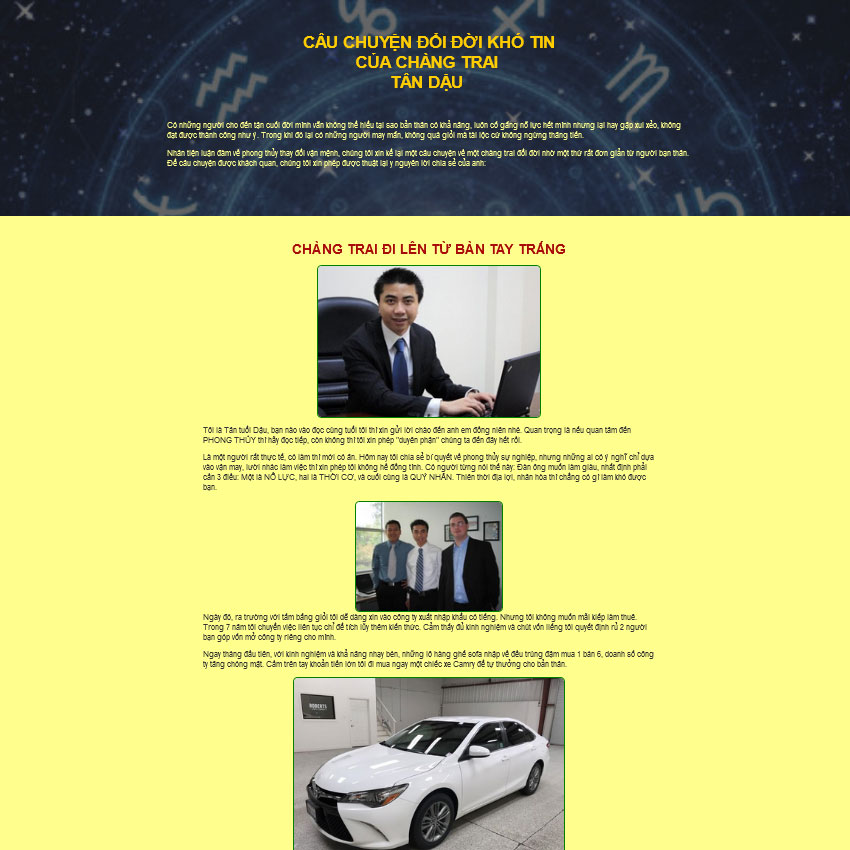 CÂU CHUYỆN ĐỔI ĐỜI KHÓ TIN
CỦA CHÀNG TRAI
TÂN DẬU
Có những người cho đến tận cuối đời mình vẫn không thể hiểu tại sao bản thân có khả năng, luôn cố gắng nỗ lực hết mình nhưng lại hay gặp xui xẻo, không
đạt được thành công như ý. Trong khi đó lại có những người may mắn, không quá giỏi mà tài lộc cứ không ngừng thăng tiến.
Nhân tiện luận đàm về phong thủy thay đổi vận mệnh, chúng tôi xin kể lại một câu chuyện về một chàng trai đổi đời nhờ một thứ rất đơn giản từ người bạn thân.
Để câu chuyện được khách quan, chúng tôi xin phép được thuật lại y nguyên lời chia sẻ của anh:
CHÀNG TRAI ĐI LÊN TỪ BÀN TAY TRẮNG
Tôi là Tân tuổi Dậu, bạn nào vào đọc cùng tuổi tôi thì xin gửi lời chào đến anh em đồng niên nhé. Quan trọng là nếu quan tâm đến
PHONG THỦY thì hãy đọc tiếp, còn không thì tôi xin phép "duyên phận" chúng ta đến đây hết rồi.
Là một người rất thực tế, có làm thì mới có ăn. Hôm nay tôi chia sẻ bí quyết về phong thủy sự nghiệp, nhưng những ai có ý nghĩ chỉ dựa
vào vận may, lười nhác làm việc thì xin phép tôi không hề đồng tình. Có người từng nói thế này: Đàn ông muốn làm giàu, nhất định phải
cần 3 điều: Một là NỖ LỰC, hai là THỜI CƠ, và cuối cùng là QUÝ NHÂN. Thiên thời địa lợi, nhân hòa thì chẳng có gì làm khó được
bạn.
Ngày đó, ra trường với tấm bằng giỏi tôi dễ dàng xin vào công ty xuất nhập khẩu có tiếng. Nhưng tôi không muốn mãi kiếp làm thuê.
Trong 7 năm tôi chuyển việc liên tục chỉ để tích lũy thêm kiến thức. Cảm thấy đủ kinh nghiệm và chút vốn liếng tôi quyết định rủ 2 người
bạn góp vốn mở công ty riêng cho mình.
Ngay tháng đầu tiên, với kinh nghiệm và khả năng nhạy bén, những lô hàng ghế sofa nhập về đều trúng đậm mua 1 bán 6, doanh số công
ty tăng chóng mặt. Cầm trên tay khoản tiền lớn tôi đi mua ngay một chiếc xe Camry để tự thưởng cho bản thân.
ROBERTS